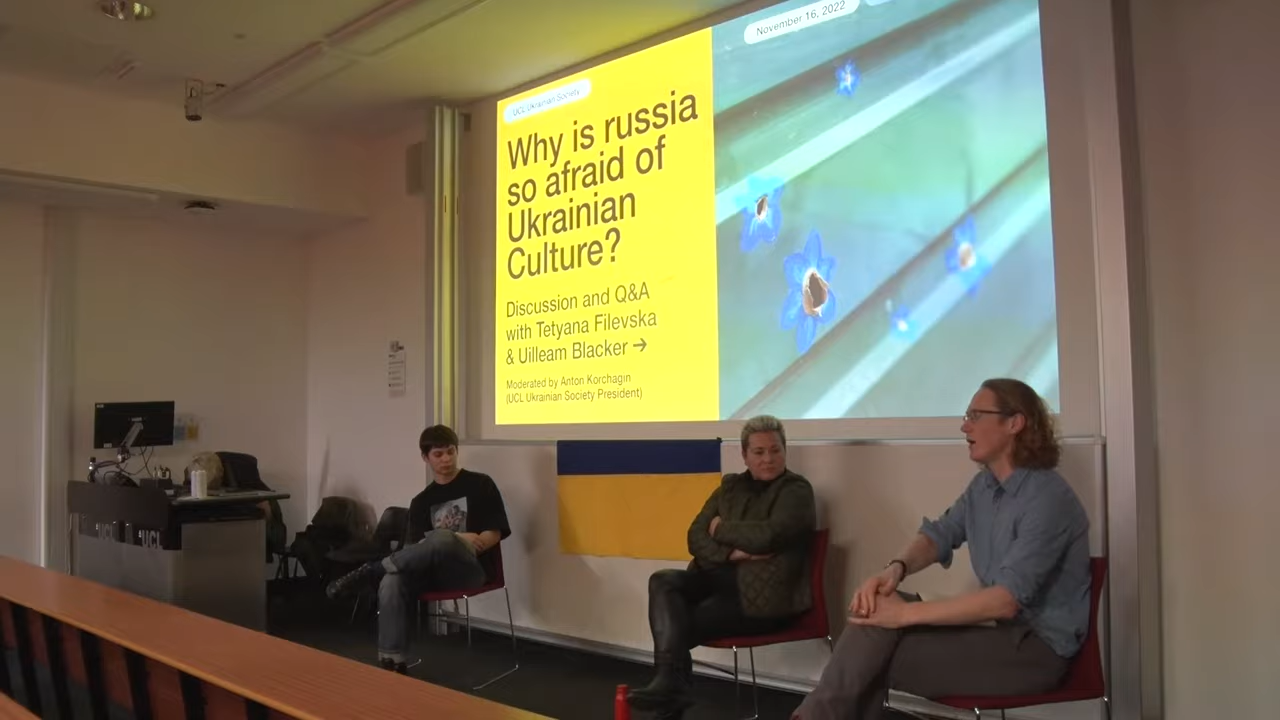 November 16, 2022
UCL Ukrainian Society
Why is russia
so afraid of
Ukrainian
Culture?
Discussion and Q&A
with Tetyana Filevska
& Uilleam Blacker →
Moderated by Anton Korchagin
(UCL Ukrainian Society President)
UCL
UCL